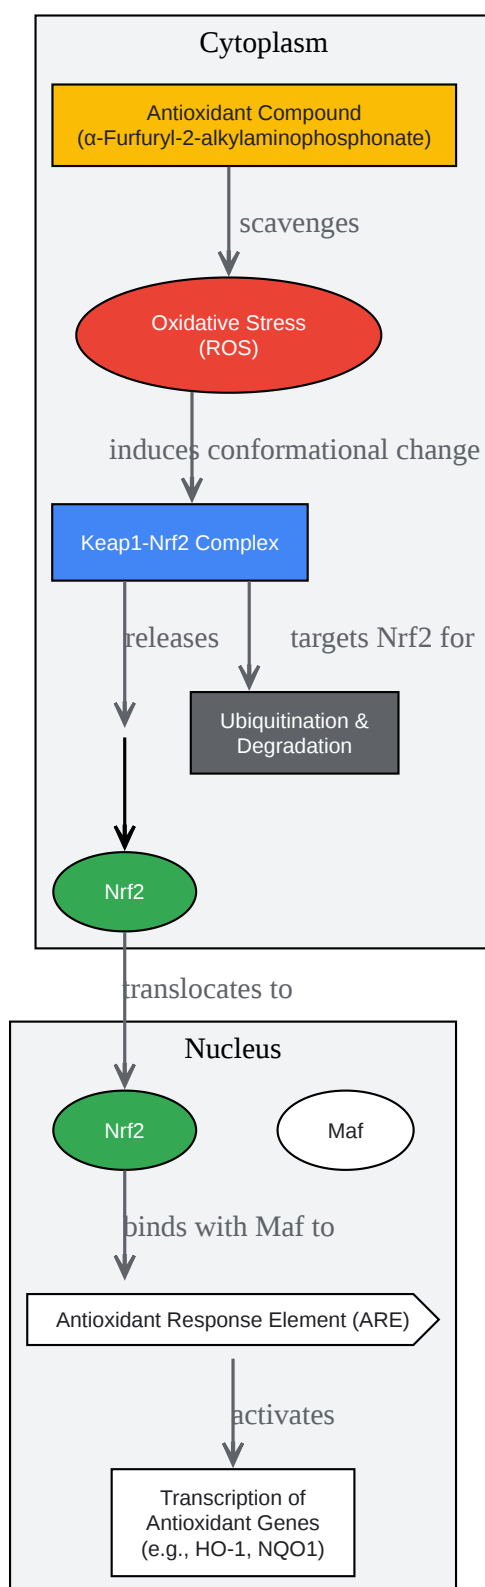 Cytoplasm
Antioxidant Compound
(α-Furfuryl-2-alkylaminophosphonate)
scavenges
Oxidative Stress
(ROS)
induces conformational change
Keap1-Nrf2 Complex
releases
targets Nrf2 for
Ubiquitination &
Degradation
Nrf2
translocates to
Nucleus
Nrf2
Maf
binds with Maf to
Antioxidant Response Element (ARE)
activates
Transcription of
Antioxidant Genes
(e.g., HO-1, NQO1)